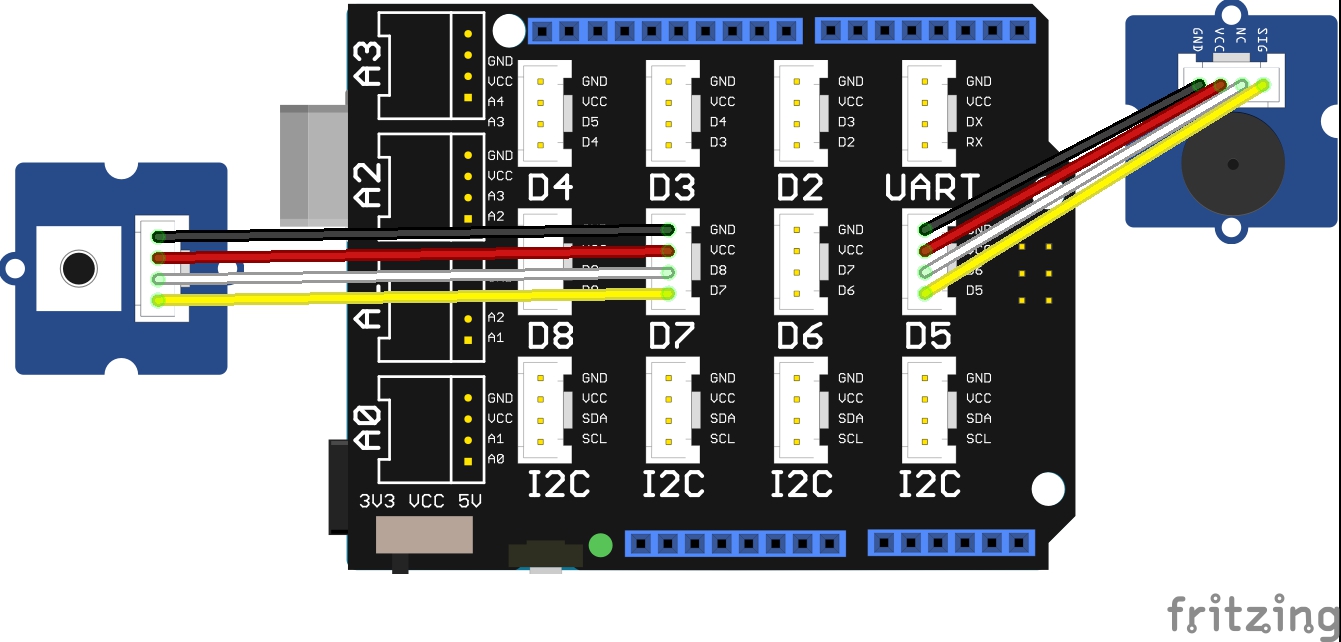 A3
GND
VCC
A4
A3
A2
GND
VCC
A3
A2
A
A2
A1
A0
GND
VCC
A1
A0
3V3 VCC 5V
GND
VCC
D5
D4
D4
GND
VCC
D4
D3
D3
GND
VCC
D3
D2
D2
GND
VCC
DX
RX
UART
D8
GND
VCC
D8
D7
D7
GND
VCC
D7
D6
D6
D5
D5
GND
VCC
SDA
SCL
I2C
GND
VCC
SDA
SCL
I2C
GND
VCC
SDA
SCL
I2C
GND
VCC
SDA
SCL
I2C
GND
VCC
NC
SIG
fritzing